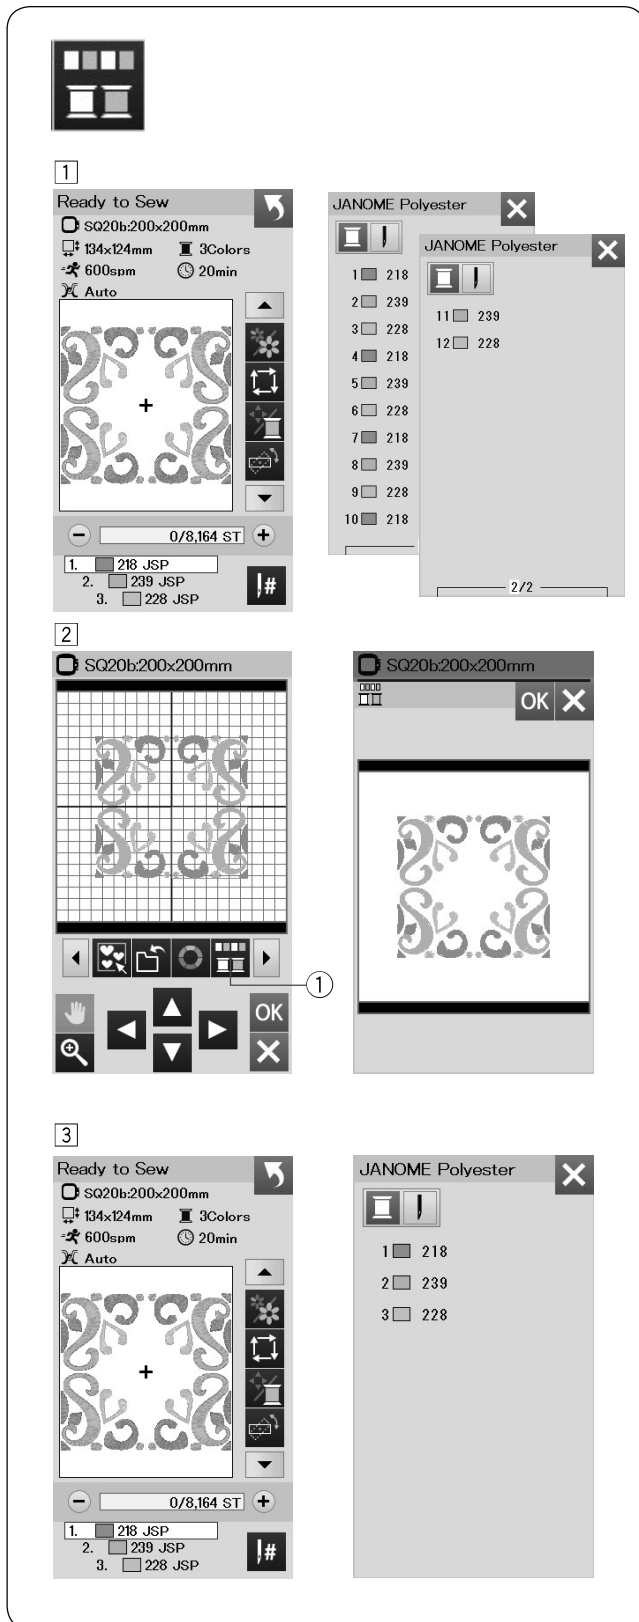 1
Ready to Sew
SQ20b:200x200mm
134x124mm 3Colors
600spm 20min
Auto
0/8,164 ST
1. 218 JSP
2. 239 JSP
3. 228 JSP
#
JANOME Polyester
1 218
2 239
3 228
4 218
5 239
6 228
7 218
8 239
9 228
10 218
JANOME Polyester
11 239
12 228
2/2
2
SQ20b:200x200mm
1
OK
SQ20b:200x200mm
OK
3
Ready to Sew
SQ20b:200x200mm
134x124mm 3Colors
600spm 20min
Auto
0/8,164 ST
1. 218 JSP
2. 239 JSP
3. 228 JSP
#
JANOME Polyester
1 218
2 239
3 228